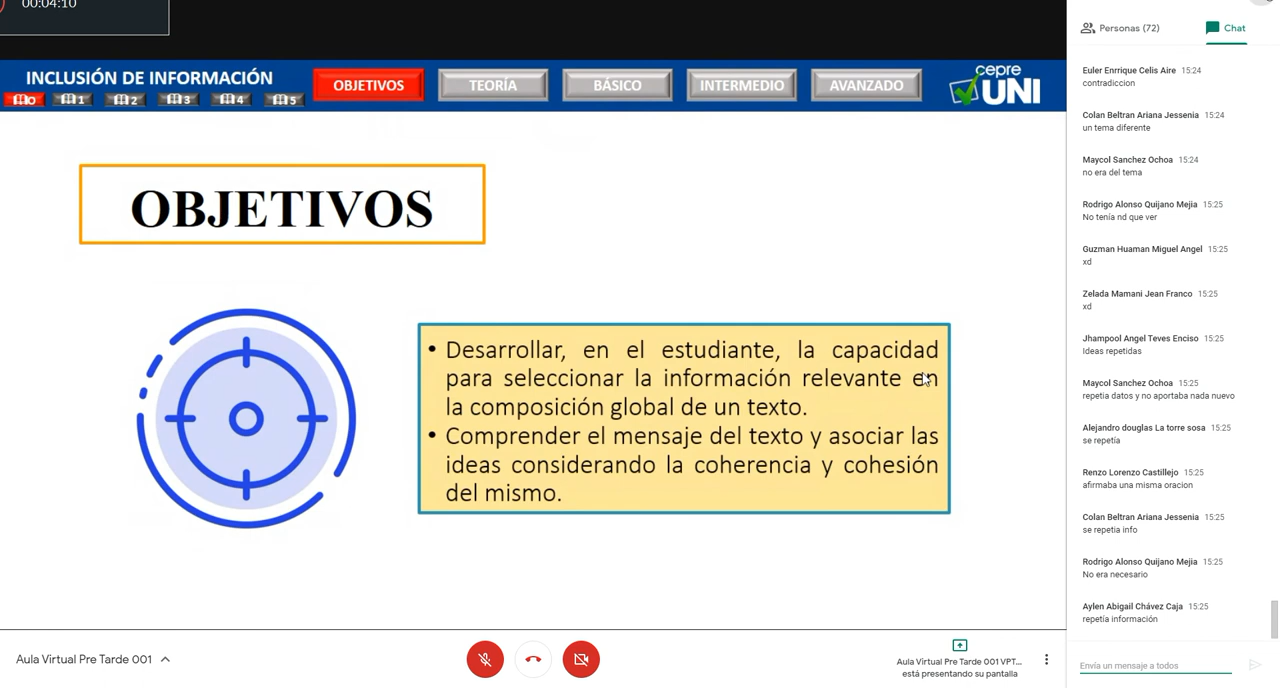 00:04:10
INCLUSIÓN DE INFORMACIÓN
0
1
2
3
4
5
OBJETIVOS
TEORÍA
BÁSICO
INTERMEDIO
AVANZADO
cepre
UNI
OBJETIVOS
• Desarrollar, en el estudiante, la capacidad
para seleccionar la información relevante en
la composición global de un texto.
• Comprender el mensaje del texto y asociar las
ideas considerando la coherencia y cohesión
del mismo.
Aula Virtual Pre Tarde 001
Aula Virtual Pre Tarde 001 VPT...
está presentando su pantalla
Personas (72)
Chat
Euler Enrrique Celis Aire 15:24
contradiccion
Colan Beltran Ariana Jessenia 15:24
un tema diferente
Maycol Sanchez Ochoa 15:24
no era del tema
Rodrigo Alonso Quijano Mejia 15:25
No tenía nd que ver
Guzman Huaman Miguel Angel 15:25
xd
Zelada Mamani Jean Franco 15:25
xd
Jhampool Angel Teves Enciso 15:25
Ideas repetidas
Maycol Sanchez Ochoa 15:25
repetia datos y no aportaba nada nuevo
Alejandro douglas La torre sosa 15:25
se repetía
Renzo Lorenzo Castillejo 15:25
afirmaba una misma oracion
Colan Beltran Ariana Jessenia 15:25
se repetia info
Rodrigo Alonso Quijano Mejia 15:25
No era necesario
Aylen Abigail Chávez Caja 15:25
repetía información
Envía un mensaje a todos